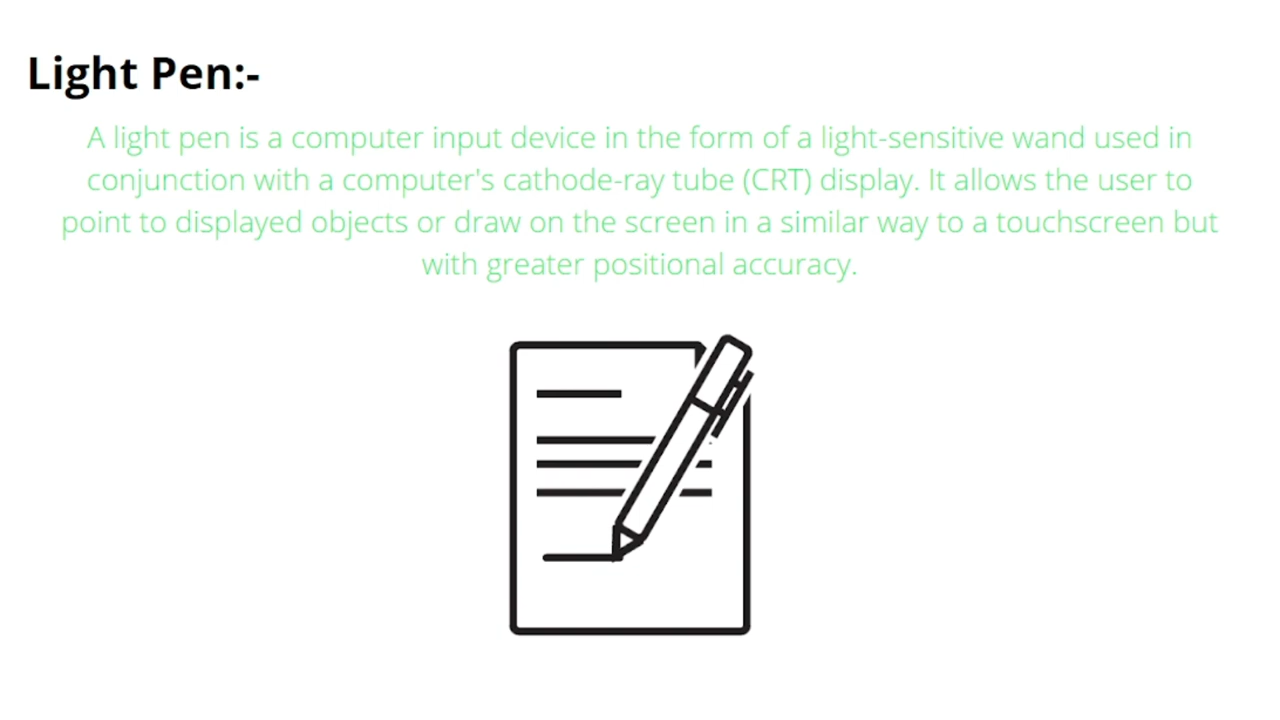 Light Pen:-
A light pen is a computer input device in the form of a light-sensitive wand used in
conjunction with a computer's cathode-ray tube (CRT) display. It allows the user to
point to displayed objects or draw on the screen in a similar way to a touchscreen but
with greater positional accuracy.